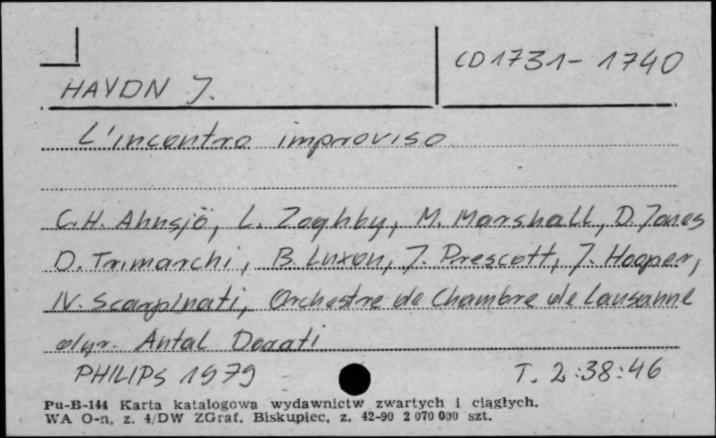 CD 1731-1740
HAYDN J.
L'incontro improviso
C.H. Ahnsjö, L. Zoghby, M. Marshall, D. Jones
D. Trimarchi, B. Luxon, J. Prescott, J. Hooper,
N. Scarpinati, Orchestre de Chambre de Lausanne
dyr. Antal Dorati
PHILIPS 1979 T. 2:38:46
Pu-B-144 Karta katalogowa wydawnictw zwartych i ciągłych.
WA O-n, z. 4/DW ZGraf. Biskupiec, z. 42-90 2 070 000 szt.